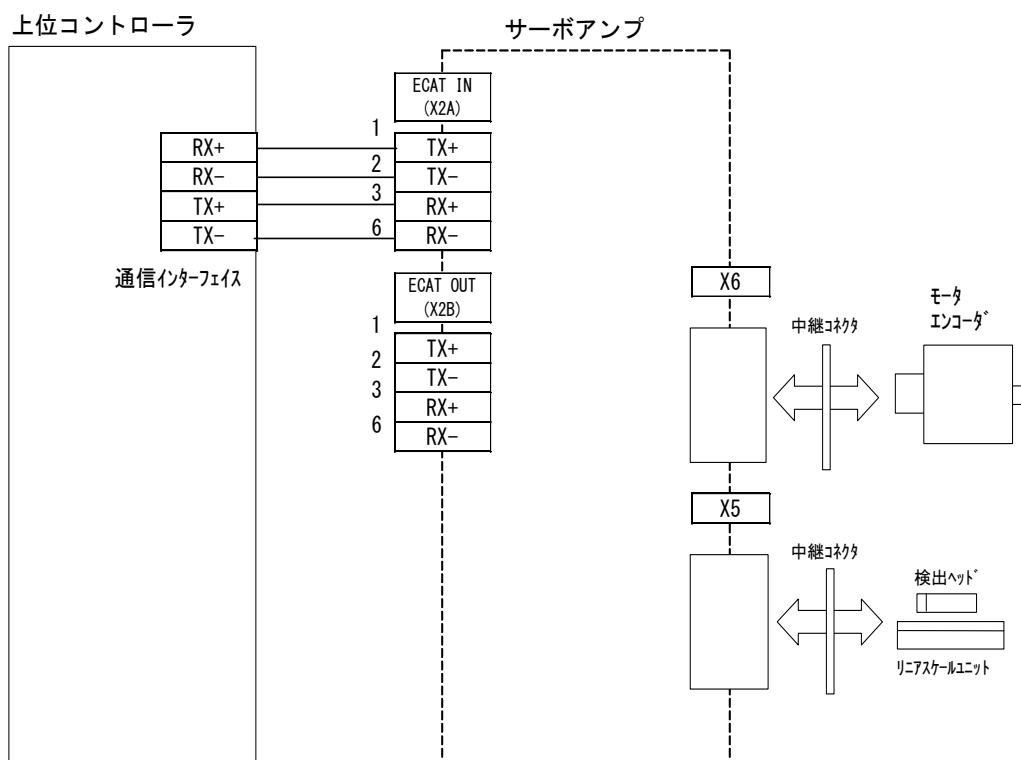 上位コントローラ
サーボアンプ
ECAT IN
(X2A)
RX+
1
TX+
RX-
2
TX-
TX+
3
RX+
TX-
6
RX-
通信ｲﾝﾀｰﾌｪｲｽ
ECAT OUT
(X2B)
1
TX+
2
TX-
3
RX+
6
RX-
X6
中継ｺﾈｸﾀ
ﾓｰﾀ
ｴﾝｺｰﾀﾞ
X5
中継ｺﾈｸﾀ
検出ﾍｯﾄﾞ
ﾘﾆｱｽｹｰﾙﾕﾆｯﾄ